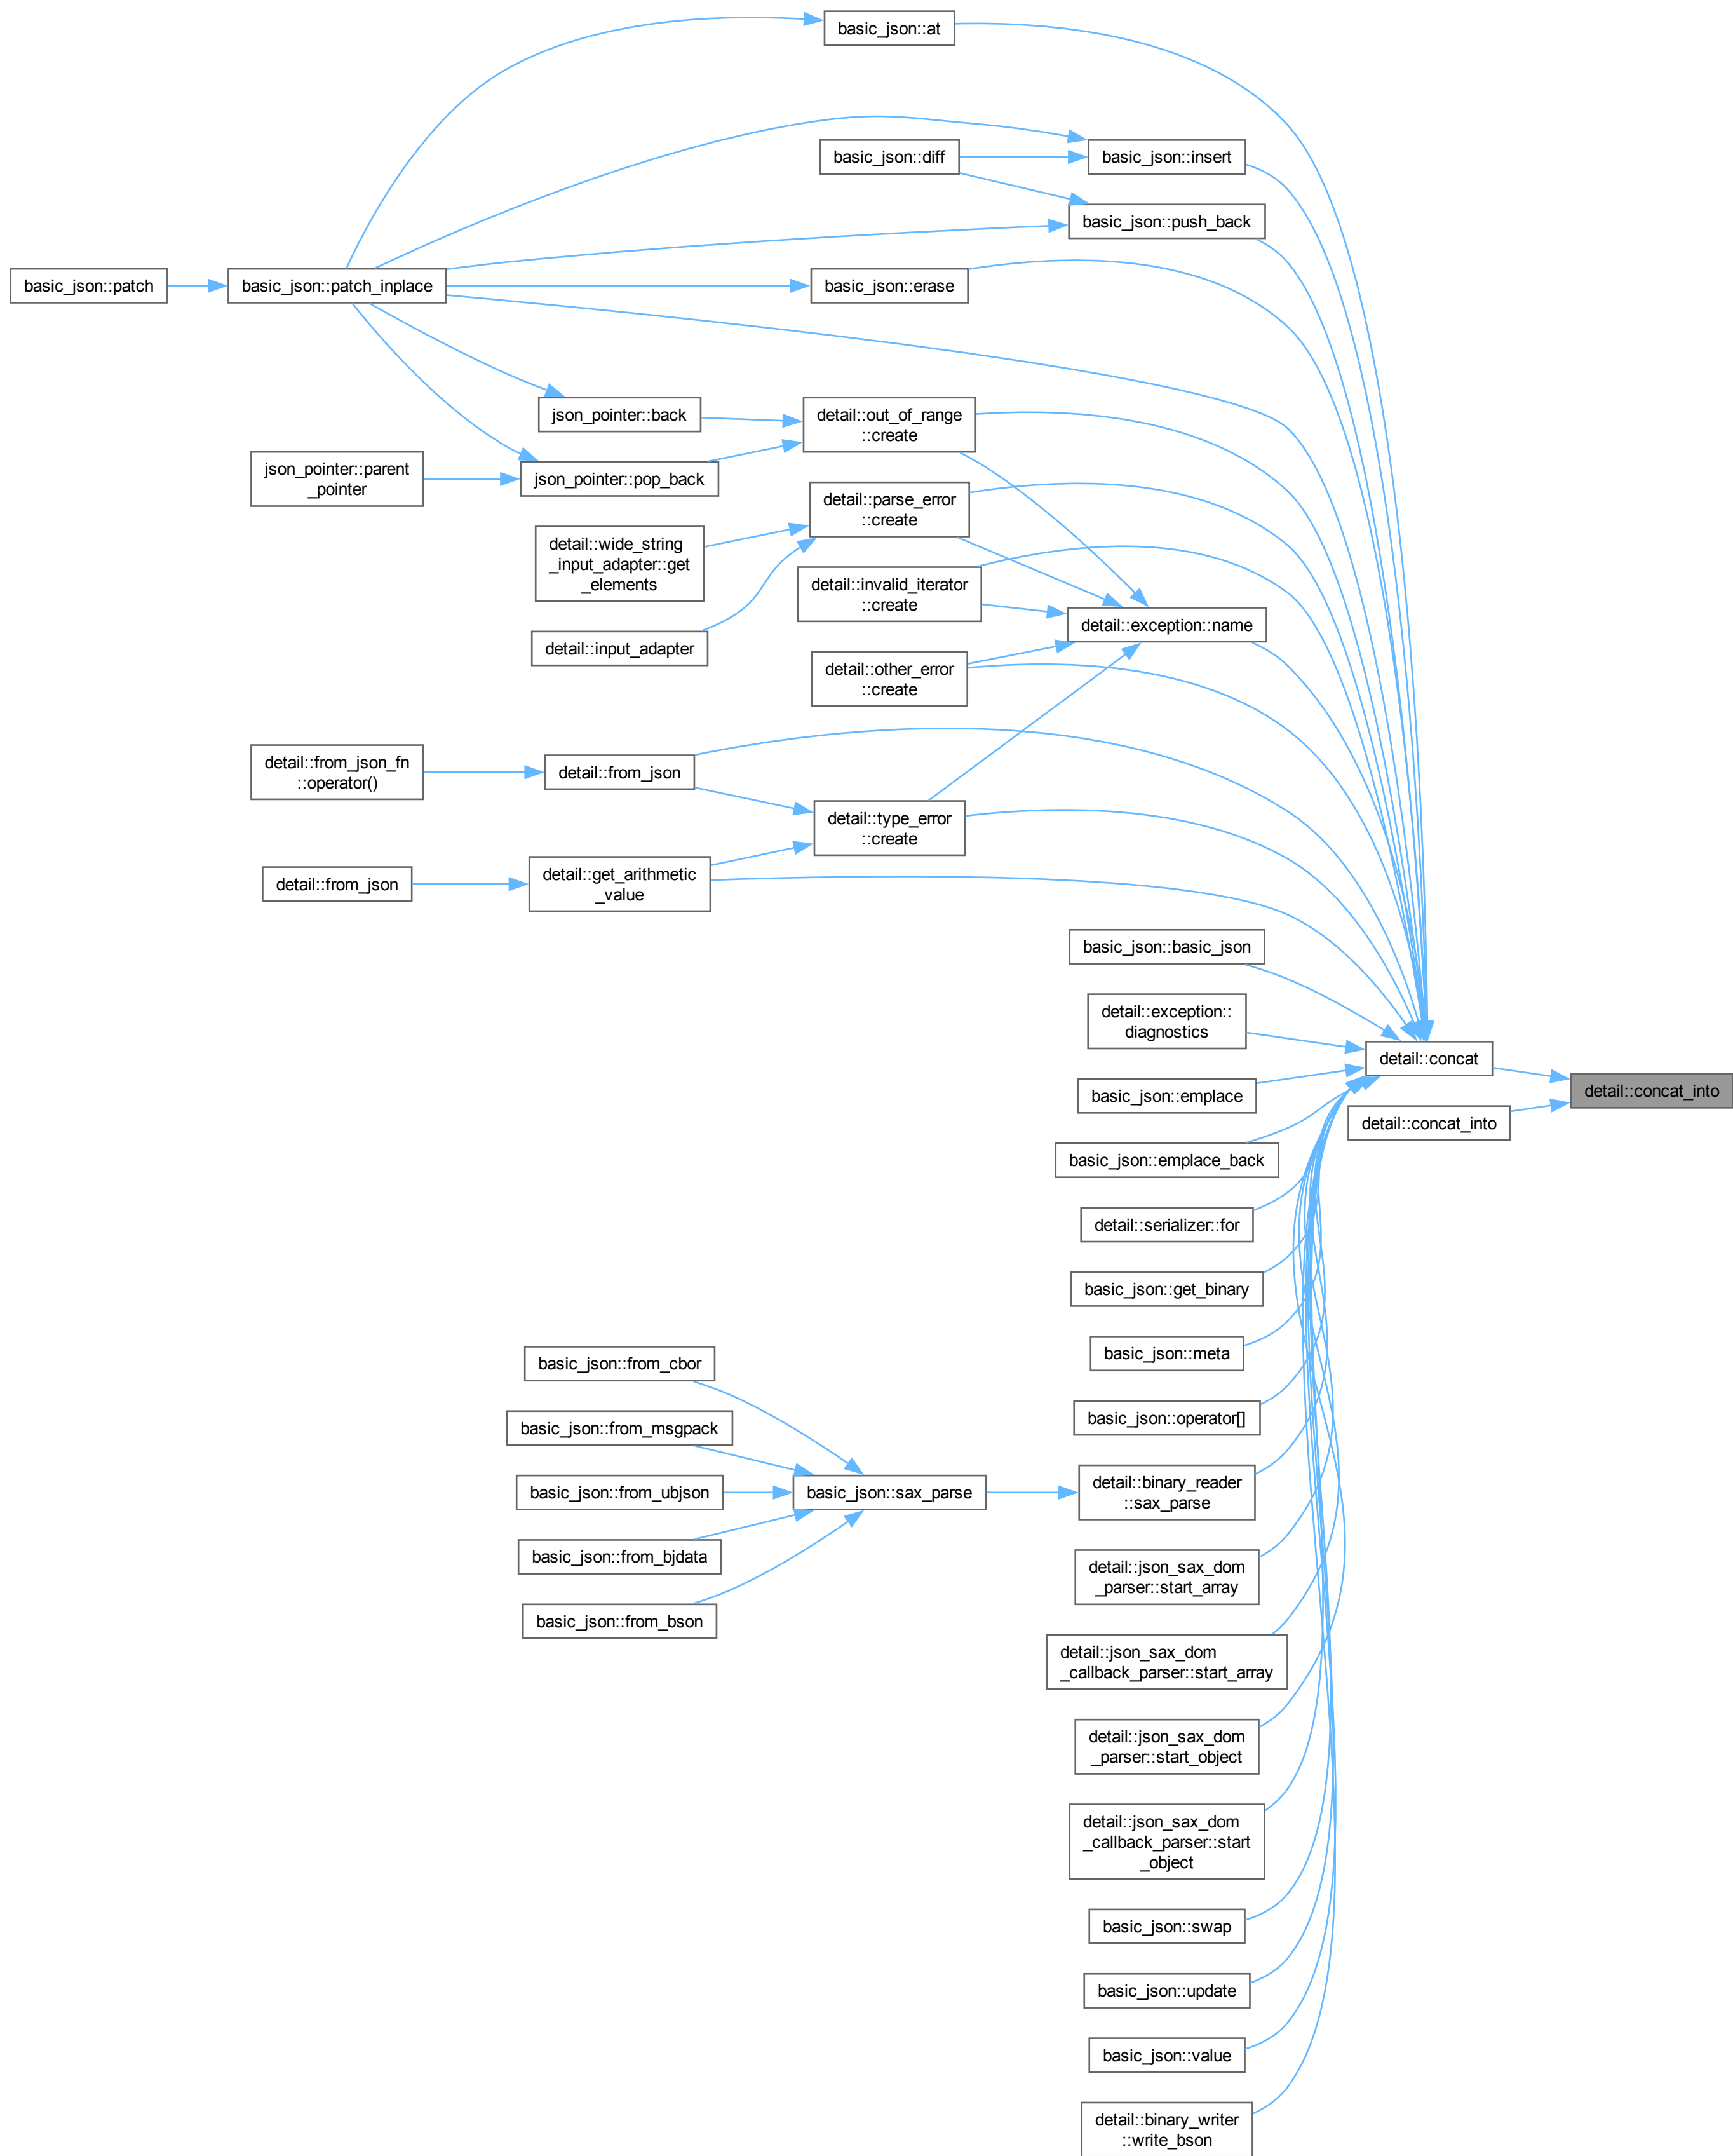 basic_json::at
basic_json::insert
basic_json::diff
basic_json::push_back
basic_json::patch
basic_json::patch_inplace
basic_json::erase
json_pointer::back
detail::out_of_range
::create
json_pointer::parent
_pointer
json_pointer::pop_back
detail::parse_error
::create
detail::wide_string
_input_adapter::get
_elements
detail::invalid_iterator
::create
detail::exception::name
detail::input_adapter
detail::other_error
::create
detail::from_json_fn
::operator()
detail::from_json
detail::type_error
::create
detail::from_json
detail::get_arithmetic
_value
basic_json::basic_json
detail::exception::
diagnostics
detail::concat
detail::concat_into
basic_json::emplace
detail::concat_into
basic_json::emplace_back
detail::serializer::for
basic_json::get_binary
basic_json::meta
basic_json::from_cbor
basic_json::operator[]
basic_json::from_msgpack
basic_json::from_ubjson
basic_json::sax_parse
detail::binary_reader
::sax_parse
basic_json::from_bjdata
detail::json_sax_dom
_parser::start_array
basic_json::from_bson
detail::json_sax_dom
_callback_parser::start_array
detail::json_sax_dom
_parser::start_object
detail::json_sax_dom
_callback_parser::start
_object
basic_json::swap
basic_json::update
basic_json::value
detail::binary_writer
::write_bson